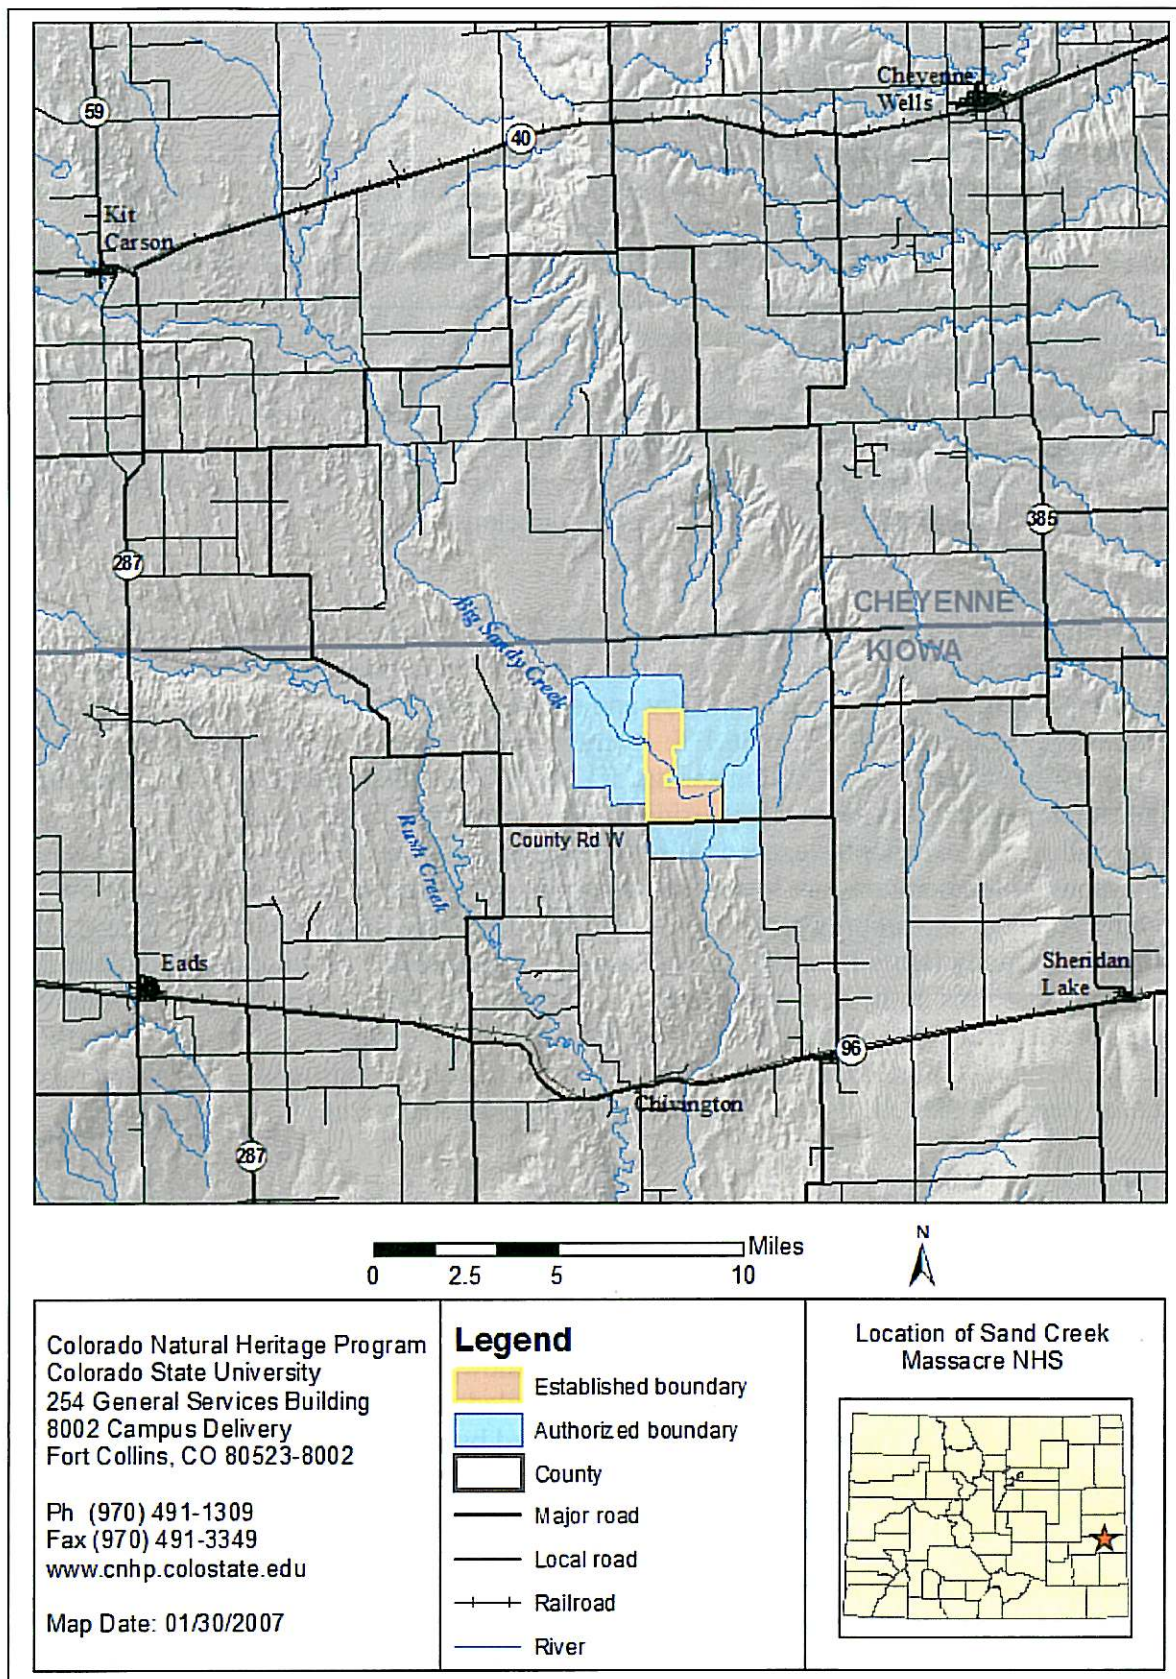 Cheyenne
Wells
59
40
Kit
Carson
385
287
CHEYENNE
Big Sandy Creek
KIOWA
County Rd W
Rush Creek
Eads
Sheridan
Lake
96
Chivington
287
N
Miles
0 2.5 5 10
Colorado Natural Heritage Program
Colorado State University
254 General Services Building
8002 Campus Delivery
Fort Collins, CO 80523-8002
Ph (970) 491-1309
Fax (970) 491-3349
www.cnhp.colostate.edu
Map Date: 01/30/2007
Legend
Established boundary
Authorized boundary
County
Major road
Local road
Railroad
River
Location of Sand Creek
Massacre NHS